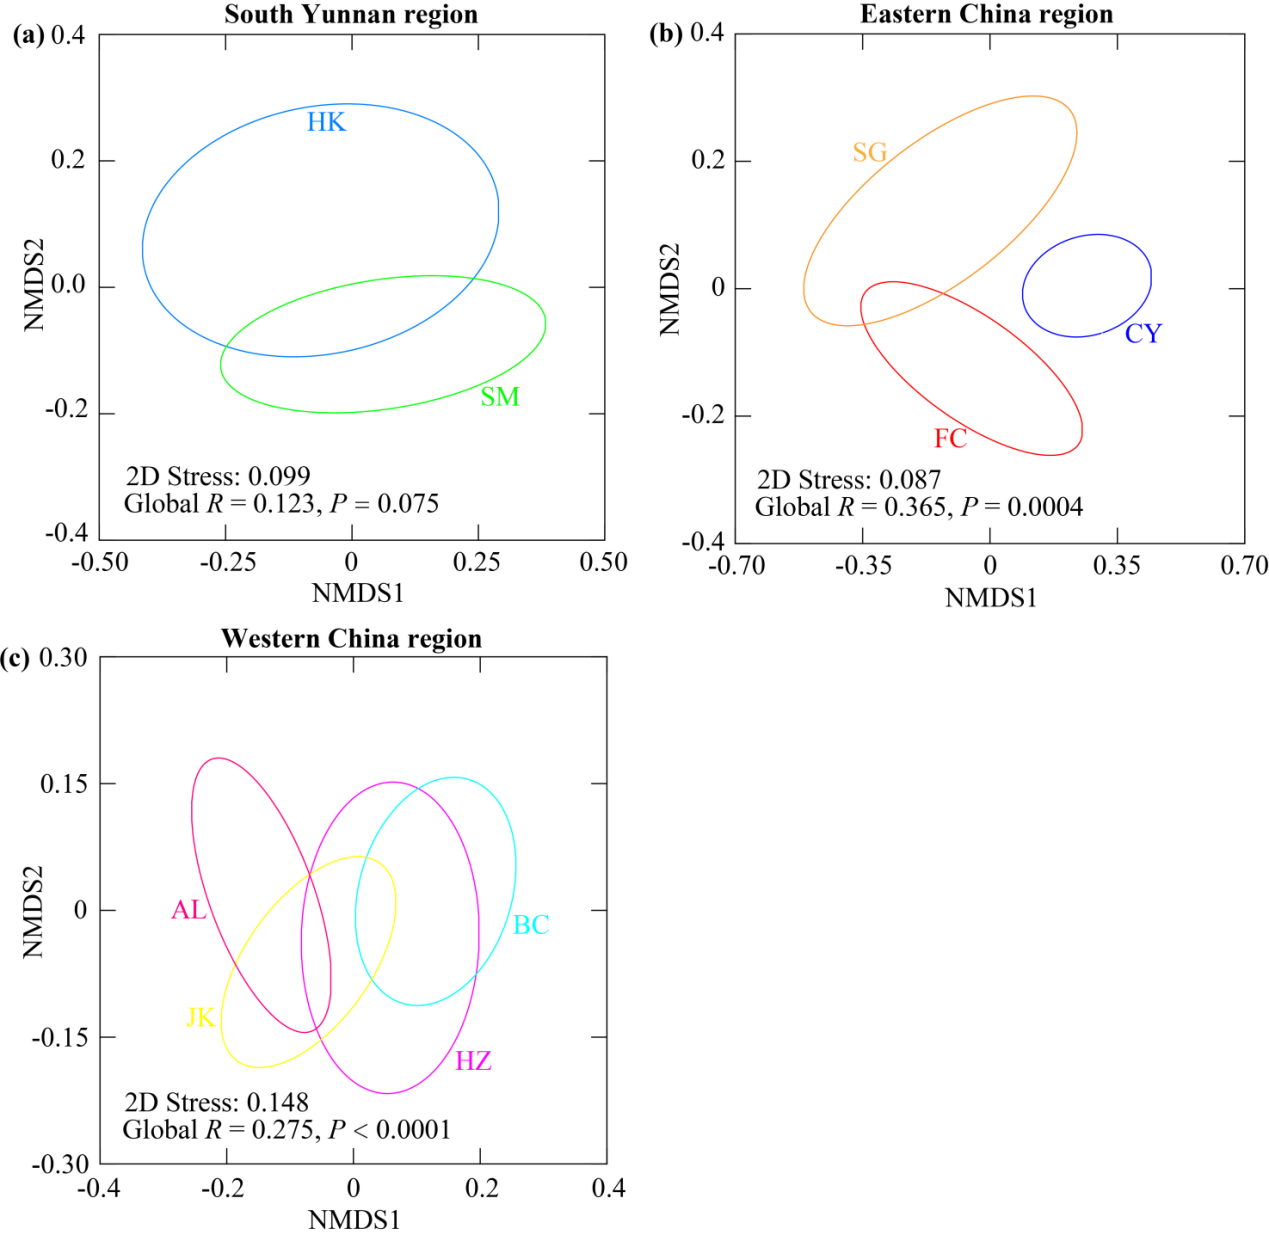 South Yunnan region
(a)
0.4
0.2
0.0
-0.2
-0.4
NMDS2
HK
SM
2D Stress: 0.099
Global R = 0.123, P = 0.075
-0.50 -0.25 0 0.25 0.50
NMDS1
Eastern China region
(b)
0.4
0.2
0
-0.2
-0.4
NMDS2
SG
CY
FC
2D Stress: 0.087
Global R = 0.365, P = 0.0004
-0.70 -0.35 0 0.35 0.70
NMDS1
Western China region
(c)
0.30
0.15
0
-0.15
-0.30
NMDS2
AL
BC
JK
HZ
2D Stress: 0.148
Global R = 0.275, P < 0.0001
-0.4 -0.2 0 0.2 0.4
NMDS1